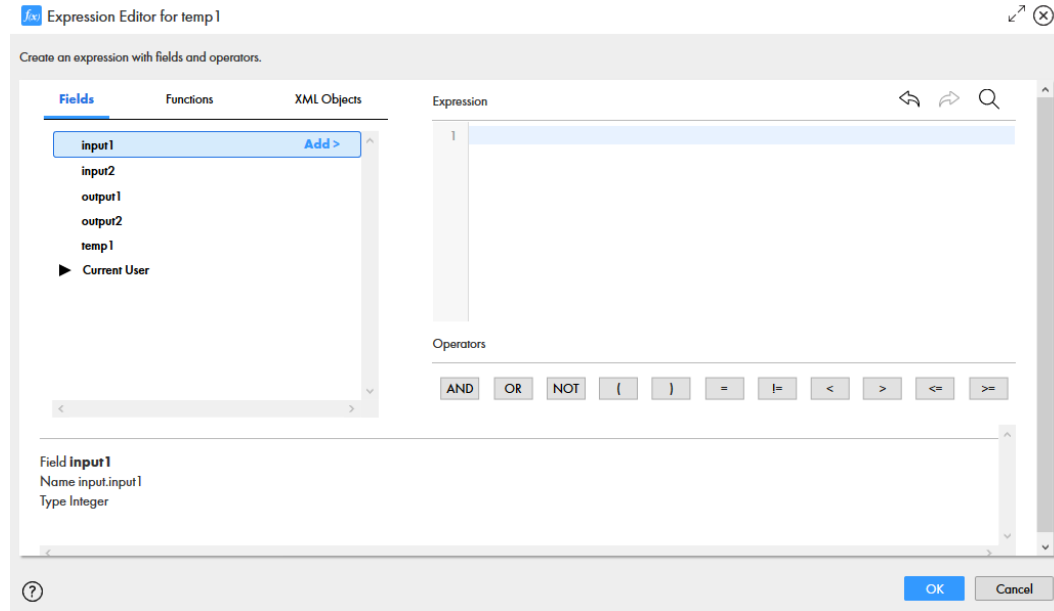 f(x) Expression Editor for temp1
Create an expression with fields and operators.
Fields Functions XML Objects
input1 Add >
input2
output1
output2
temp1
Current User
Expression
1
Operators
AND OR NOT ( ) = != < > <= >=
Field input1
Name input.input1
Type Integer
? OK Cancel